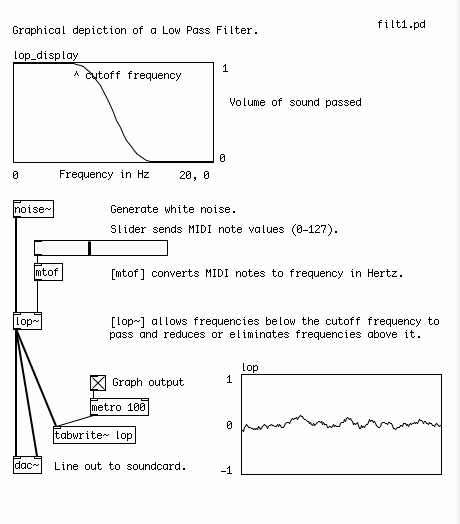 filt1.pd
Graphical depiction of a Low Pass Filter.
lop_display
1
^ cutoff frequency
Volume of sound passed
0
0 Frequency in Hz 20, 0
noise~ Generate white noise.
Slider sends MIDI note values (0-127).
mtof [mtof] converts MIDI notes to frequency in Hertz.
lop~ [lop~] allows frequencies below the cutoff frequency to
pass and reduces or eliminates frequencies above it.
lop
1
Graph output
metro 100
0
tabwrite~ lop
dac~ Line out to soundcard.
-1